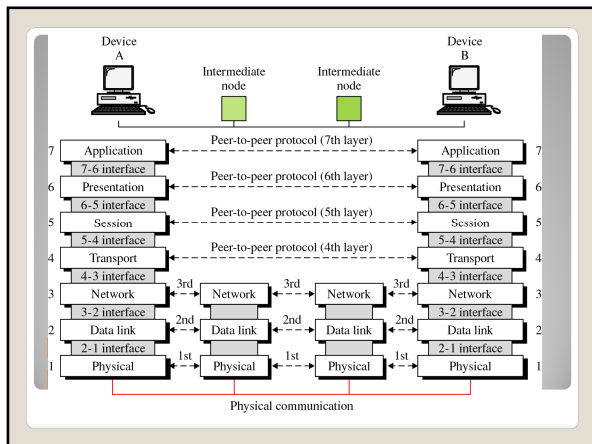 Device
A
Device
B
Intermediate
node
Intermediate
node
7 Application Peer-to-peer protocol (7th layer) Application 7
7-6 interface 7-6 interface
6 Presentation Peer-to-peer protocol (6th layer) Presentation 6
6-5 interface 6-5 interface
5 Session Peer-to-peer protocol (5th layer) Session 5
5-4 interface 5-4 interface
4 Transport Peer-to-peer protocol (4th layer) Transport 4
4-3 interface 4-3 interface
3 Network 3rd Network 3rd Network 3rd Network 3
3-2 interface 3-2 interface
2 Data link 2nd Data link 2nd Data link 2nd Data link 2
2-1 interface 2-1 interface
1 Physical 1st Physical 1st Physical 1st Physical 1
Physical communication